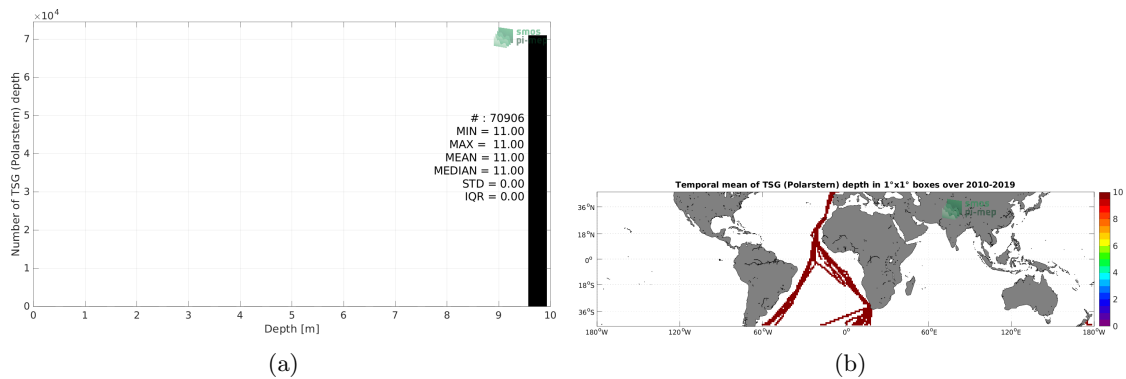 ×10⁴
7
6
5
4
3
2
1
0
Number of TSG (Polarstern) depth
smos
pi-mep
# : 70906
MIN = 11.00
MAX = 11.00
MEAN = 11.00
MEDIAN = 11.00
STD = 0.00
IQR = 0.00
0 1 2 3 4 5 6 7 8 9 10
Depth [m]
(a)
Temporal mean of TSG (Polarstern) depth in 1°x1° boxes over 2010-2019
smos
pi-mep
36°N
18°N
0°
18°S
36°S
180°W 120°W 60°W 0° 60°E 120°E 180°E
10
8
6
4
2
0
(b)